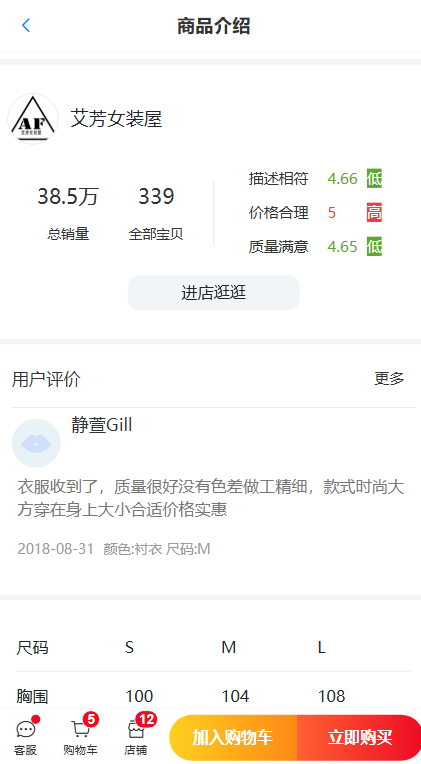 商品介绍
AF
艾芳女装屋
艾芳女装屋
38.5万
339
总销量
全部宝贝
描述相符 4.66 低
价格合理 5 高
质量满意 4.65 低
进店逛逛
用户评价
更多
静萱Gill
衣服收到了，质量很好没有色差做工精细，款式时尚大
方穿在身上大小合适价格实惠
2018-08-31 颜色:衬衣 尺码:M
尺码 S M L
胸围 100 104 108
5
12
客服
购物车
店铺
加入购物车
立即购买